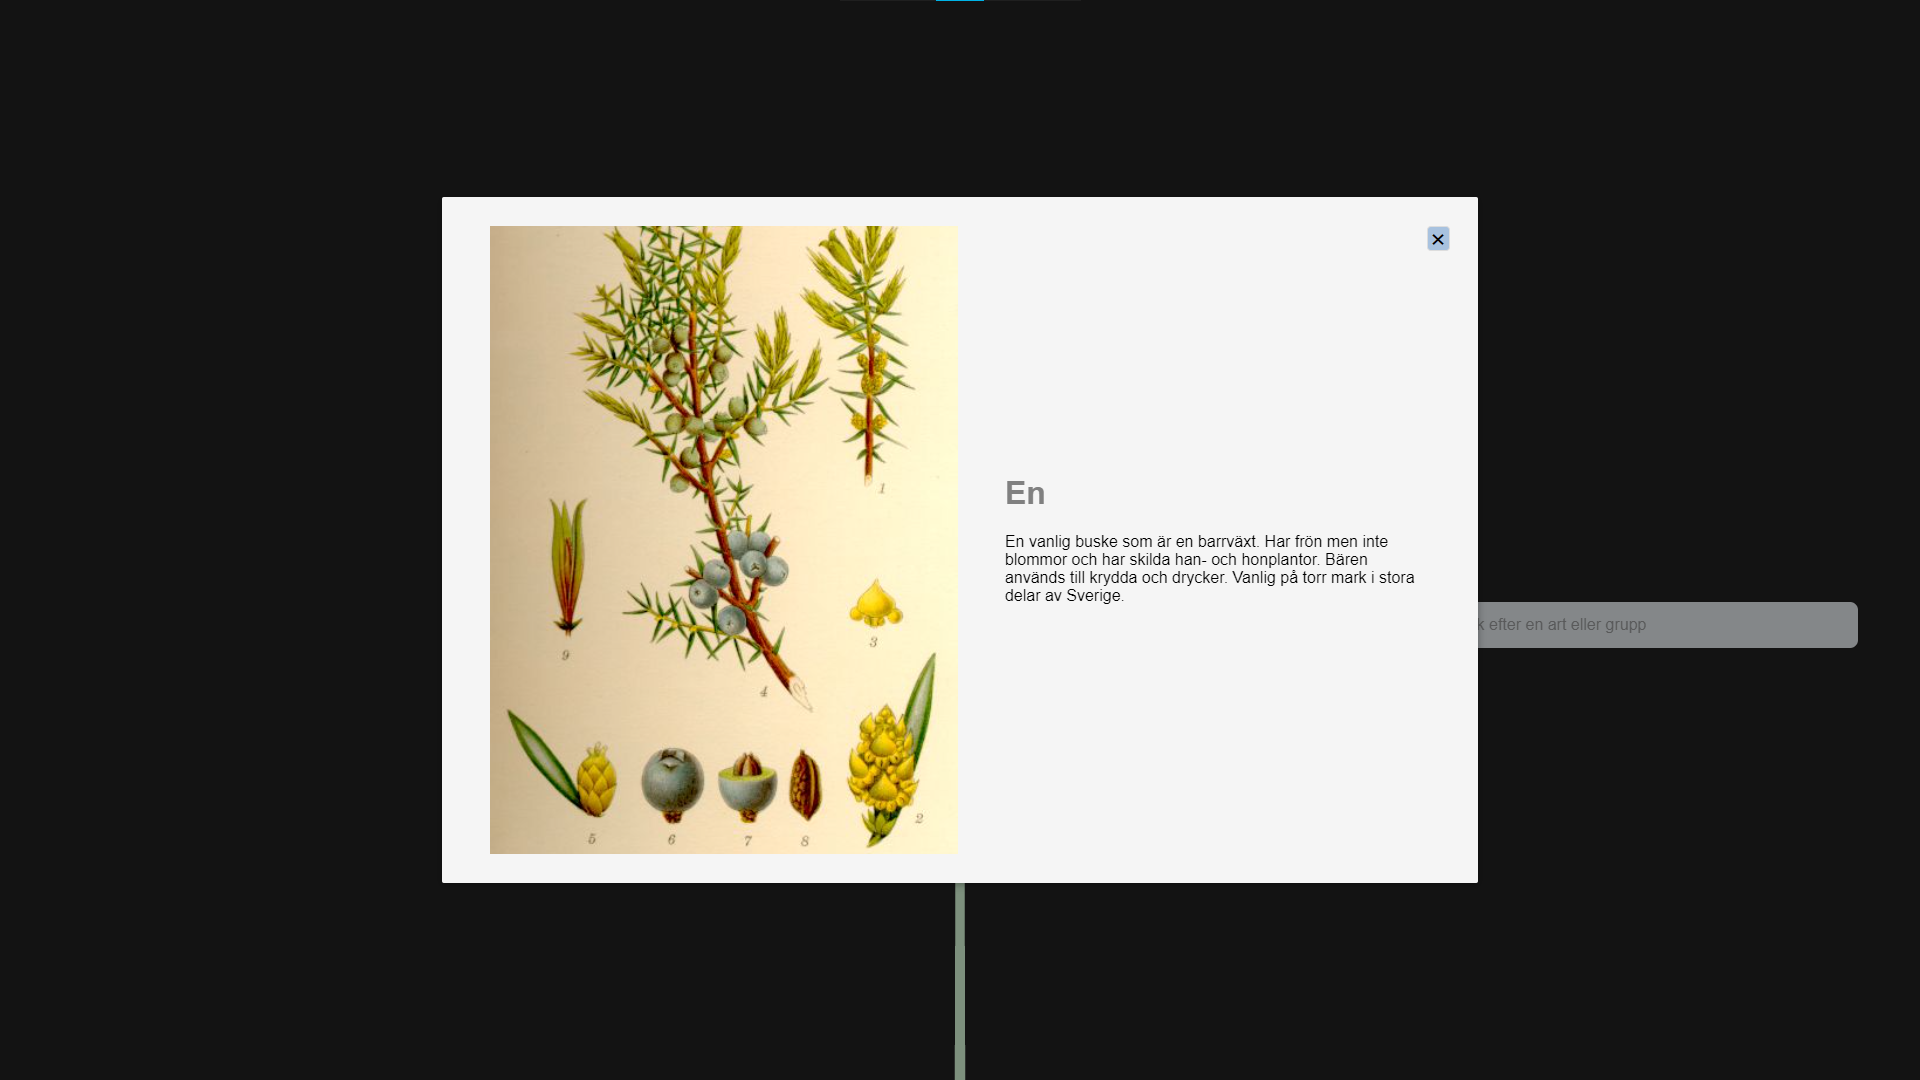 ✕
1
9
3
4
5
6
7
8
2
En
En vanlig buske som är en barrväxt. Har frön men inte
blommor och har skilda han- och honplantor. Bären
används till krydda och drycker. Vanlig på torr mark i stora
delar av Sverige.
k efter en art eller grupp